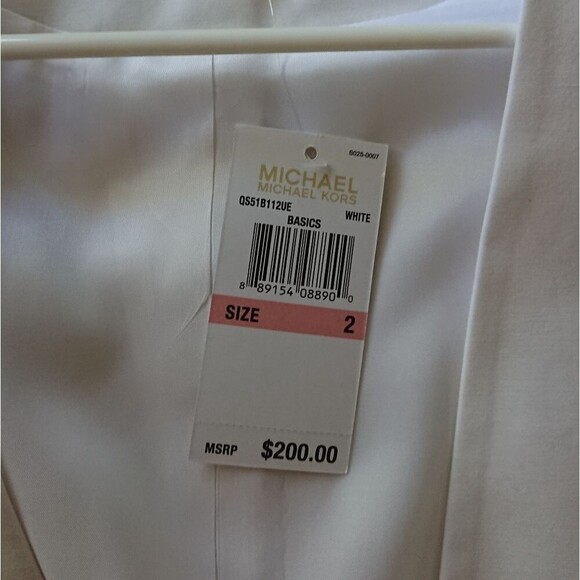 S025-0007
MICHAEL
MICHAEL KORS
QS51B112UE WHITE
BASICS
8 89154 08890 0
SIZE 2
MSRP $200.00